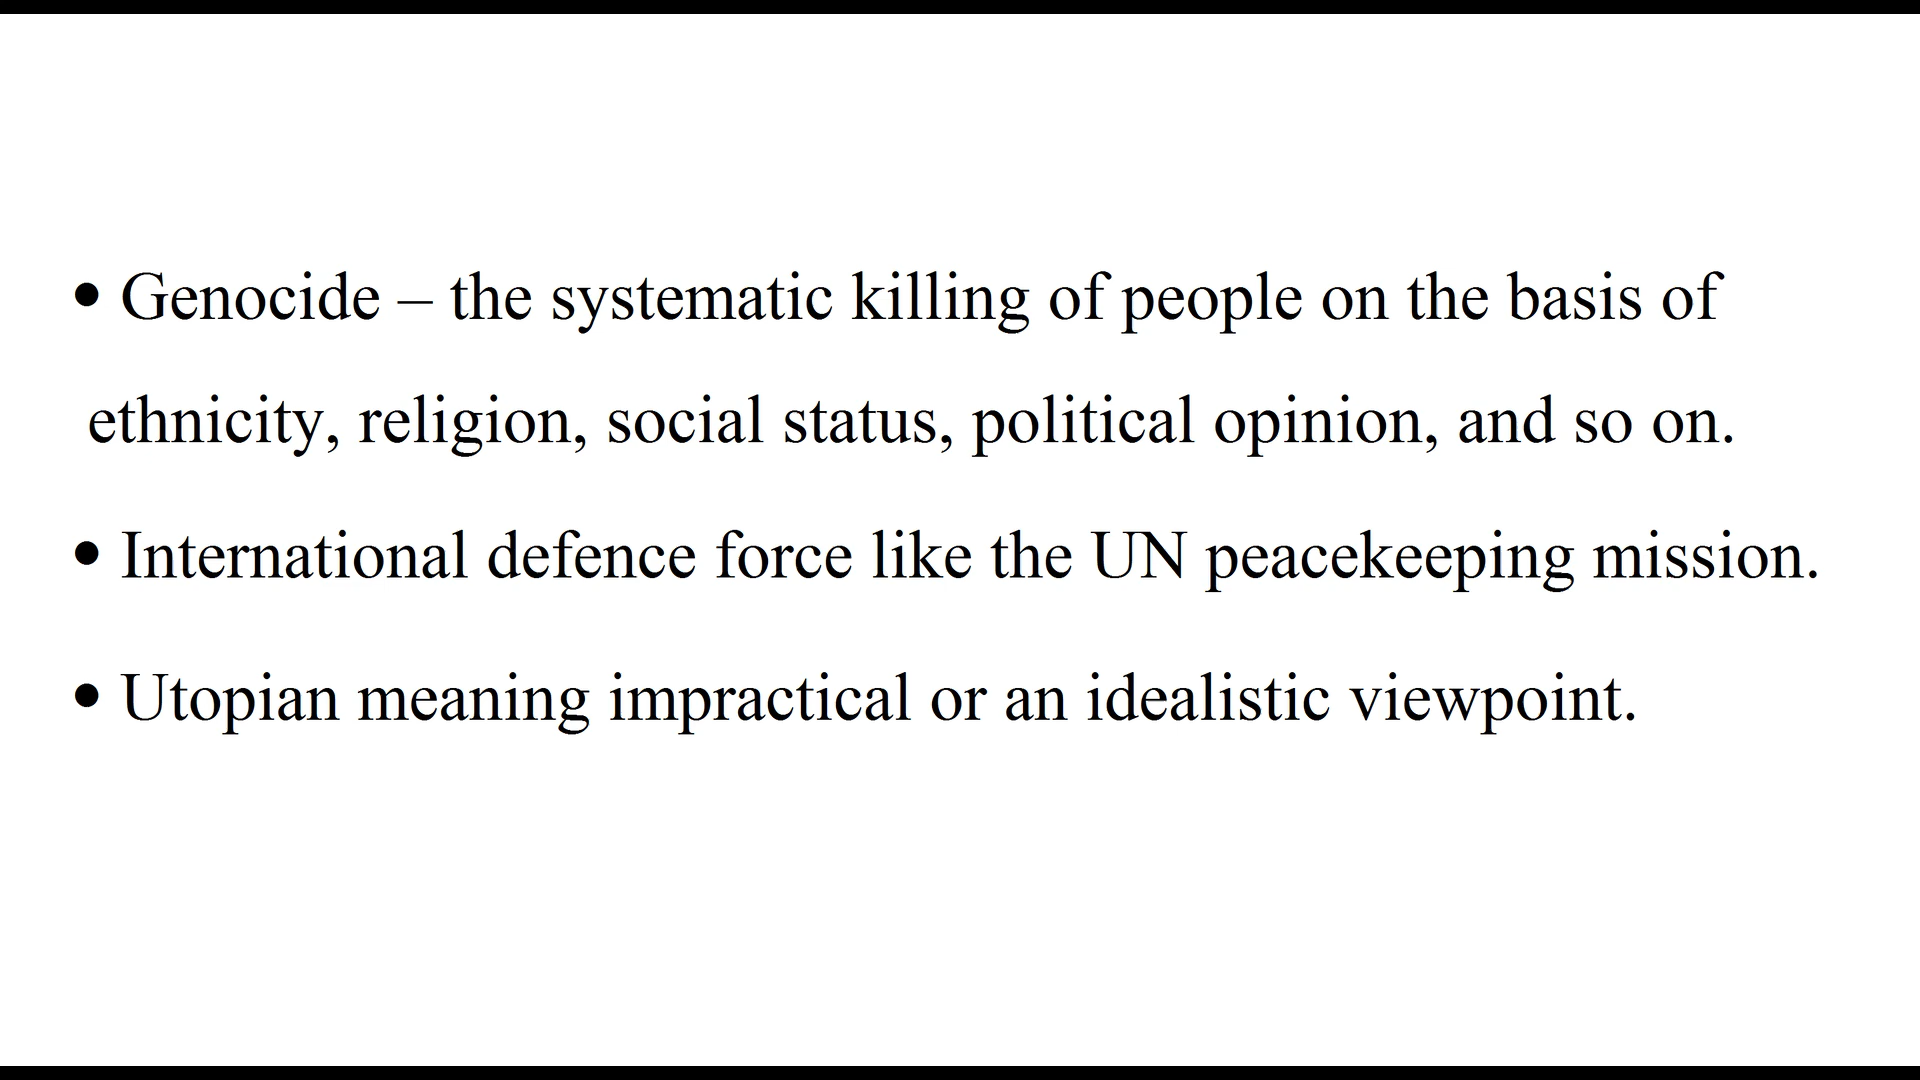 • Genocide – the systematic killing of people on the basis of
ethnicity, religion, social status, political opinion, and so on.
• International defence force like the UN peacekeeping mission.
• Utopian meaning impractical or an idealistic viewpoint.